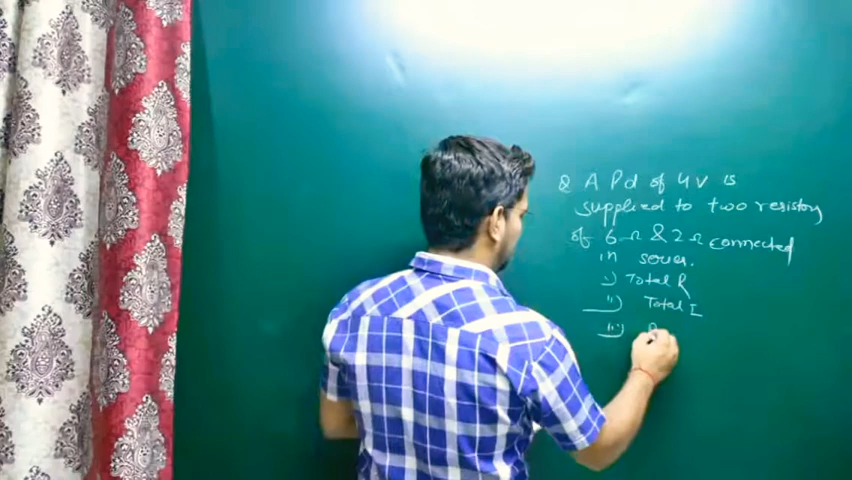 Q A Pd of 4v is
supplied to two resistors
of 6Ω & 2Ω connected
in series.
i) Total R
ii) Total I
iii)